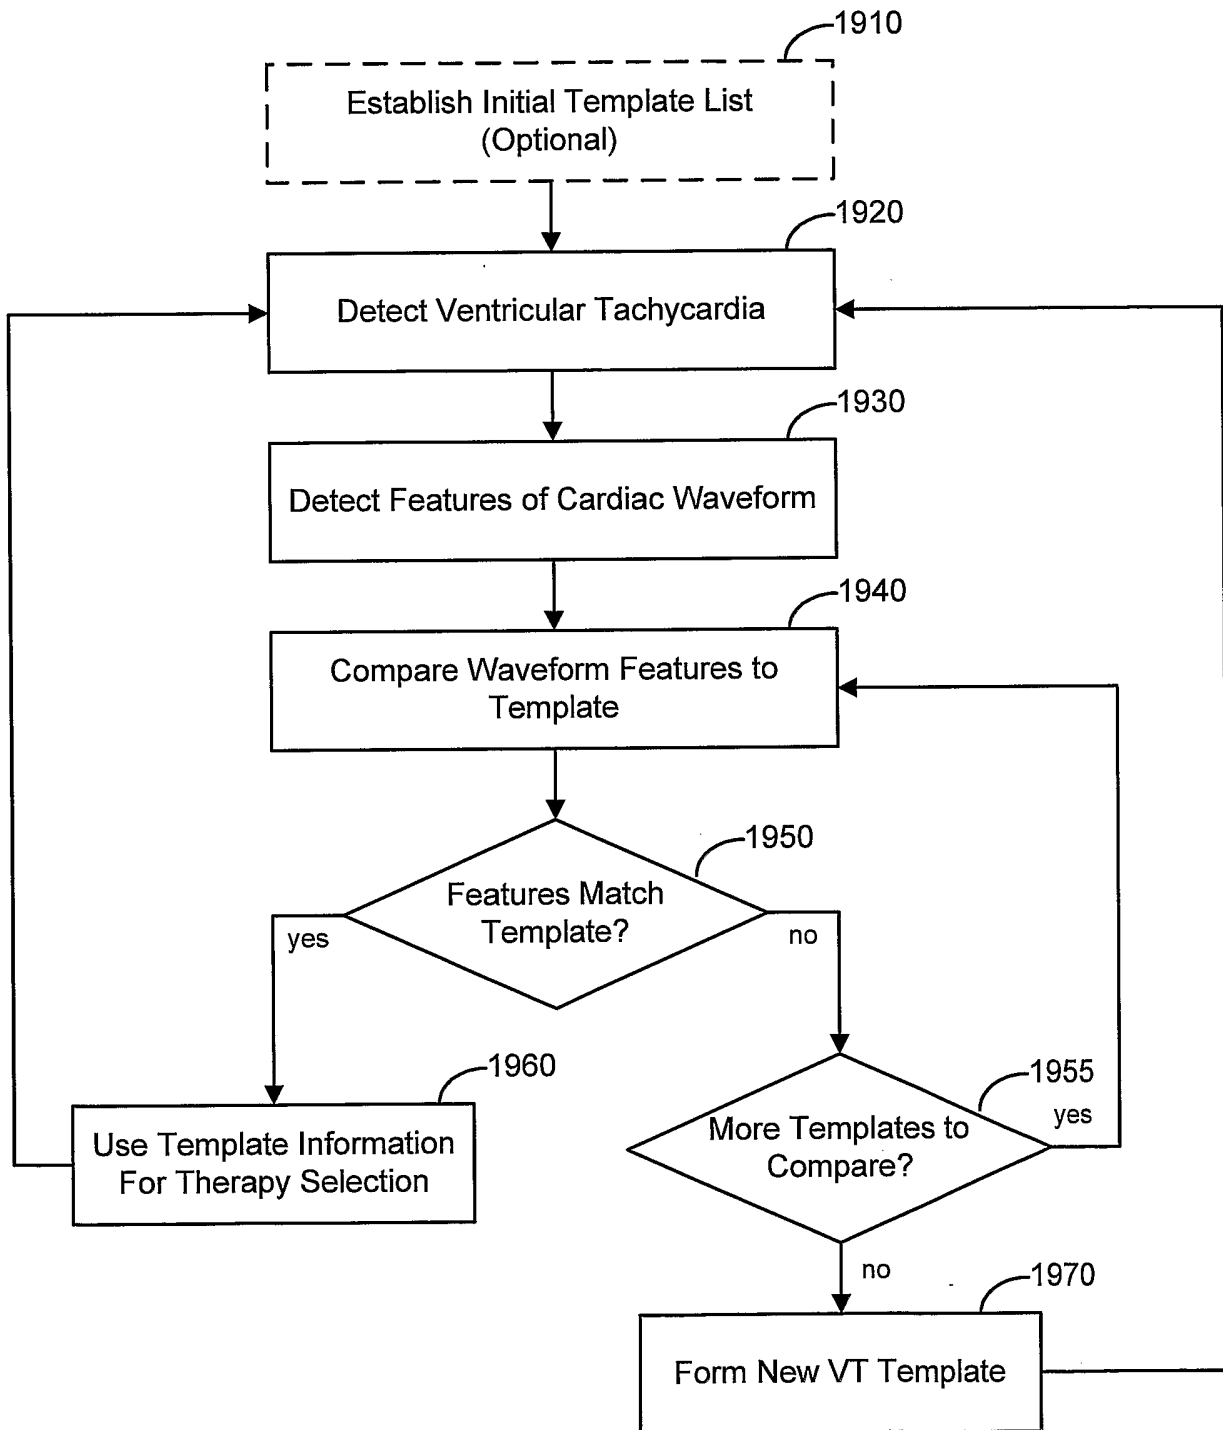 1910
Establish Initial Template List
(Optional)
1920
Detect Ventricular Tachycardia
1930
Detect Features of Cardiac Waveform
1940
Compare Waveform Features to
Template
1950
Features Match
Template?
yes
no
1960
Use Template Information
For Therapy Selection
1955
yes
More Templates to
Compare?
no
1970
Form New VT Template